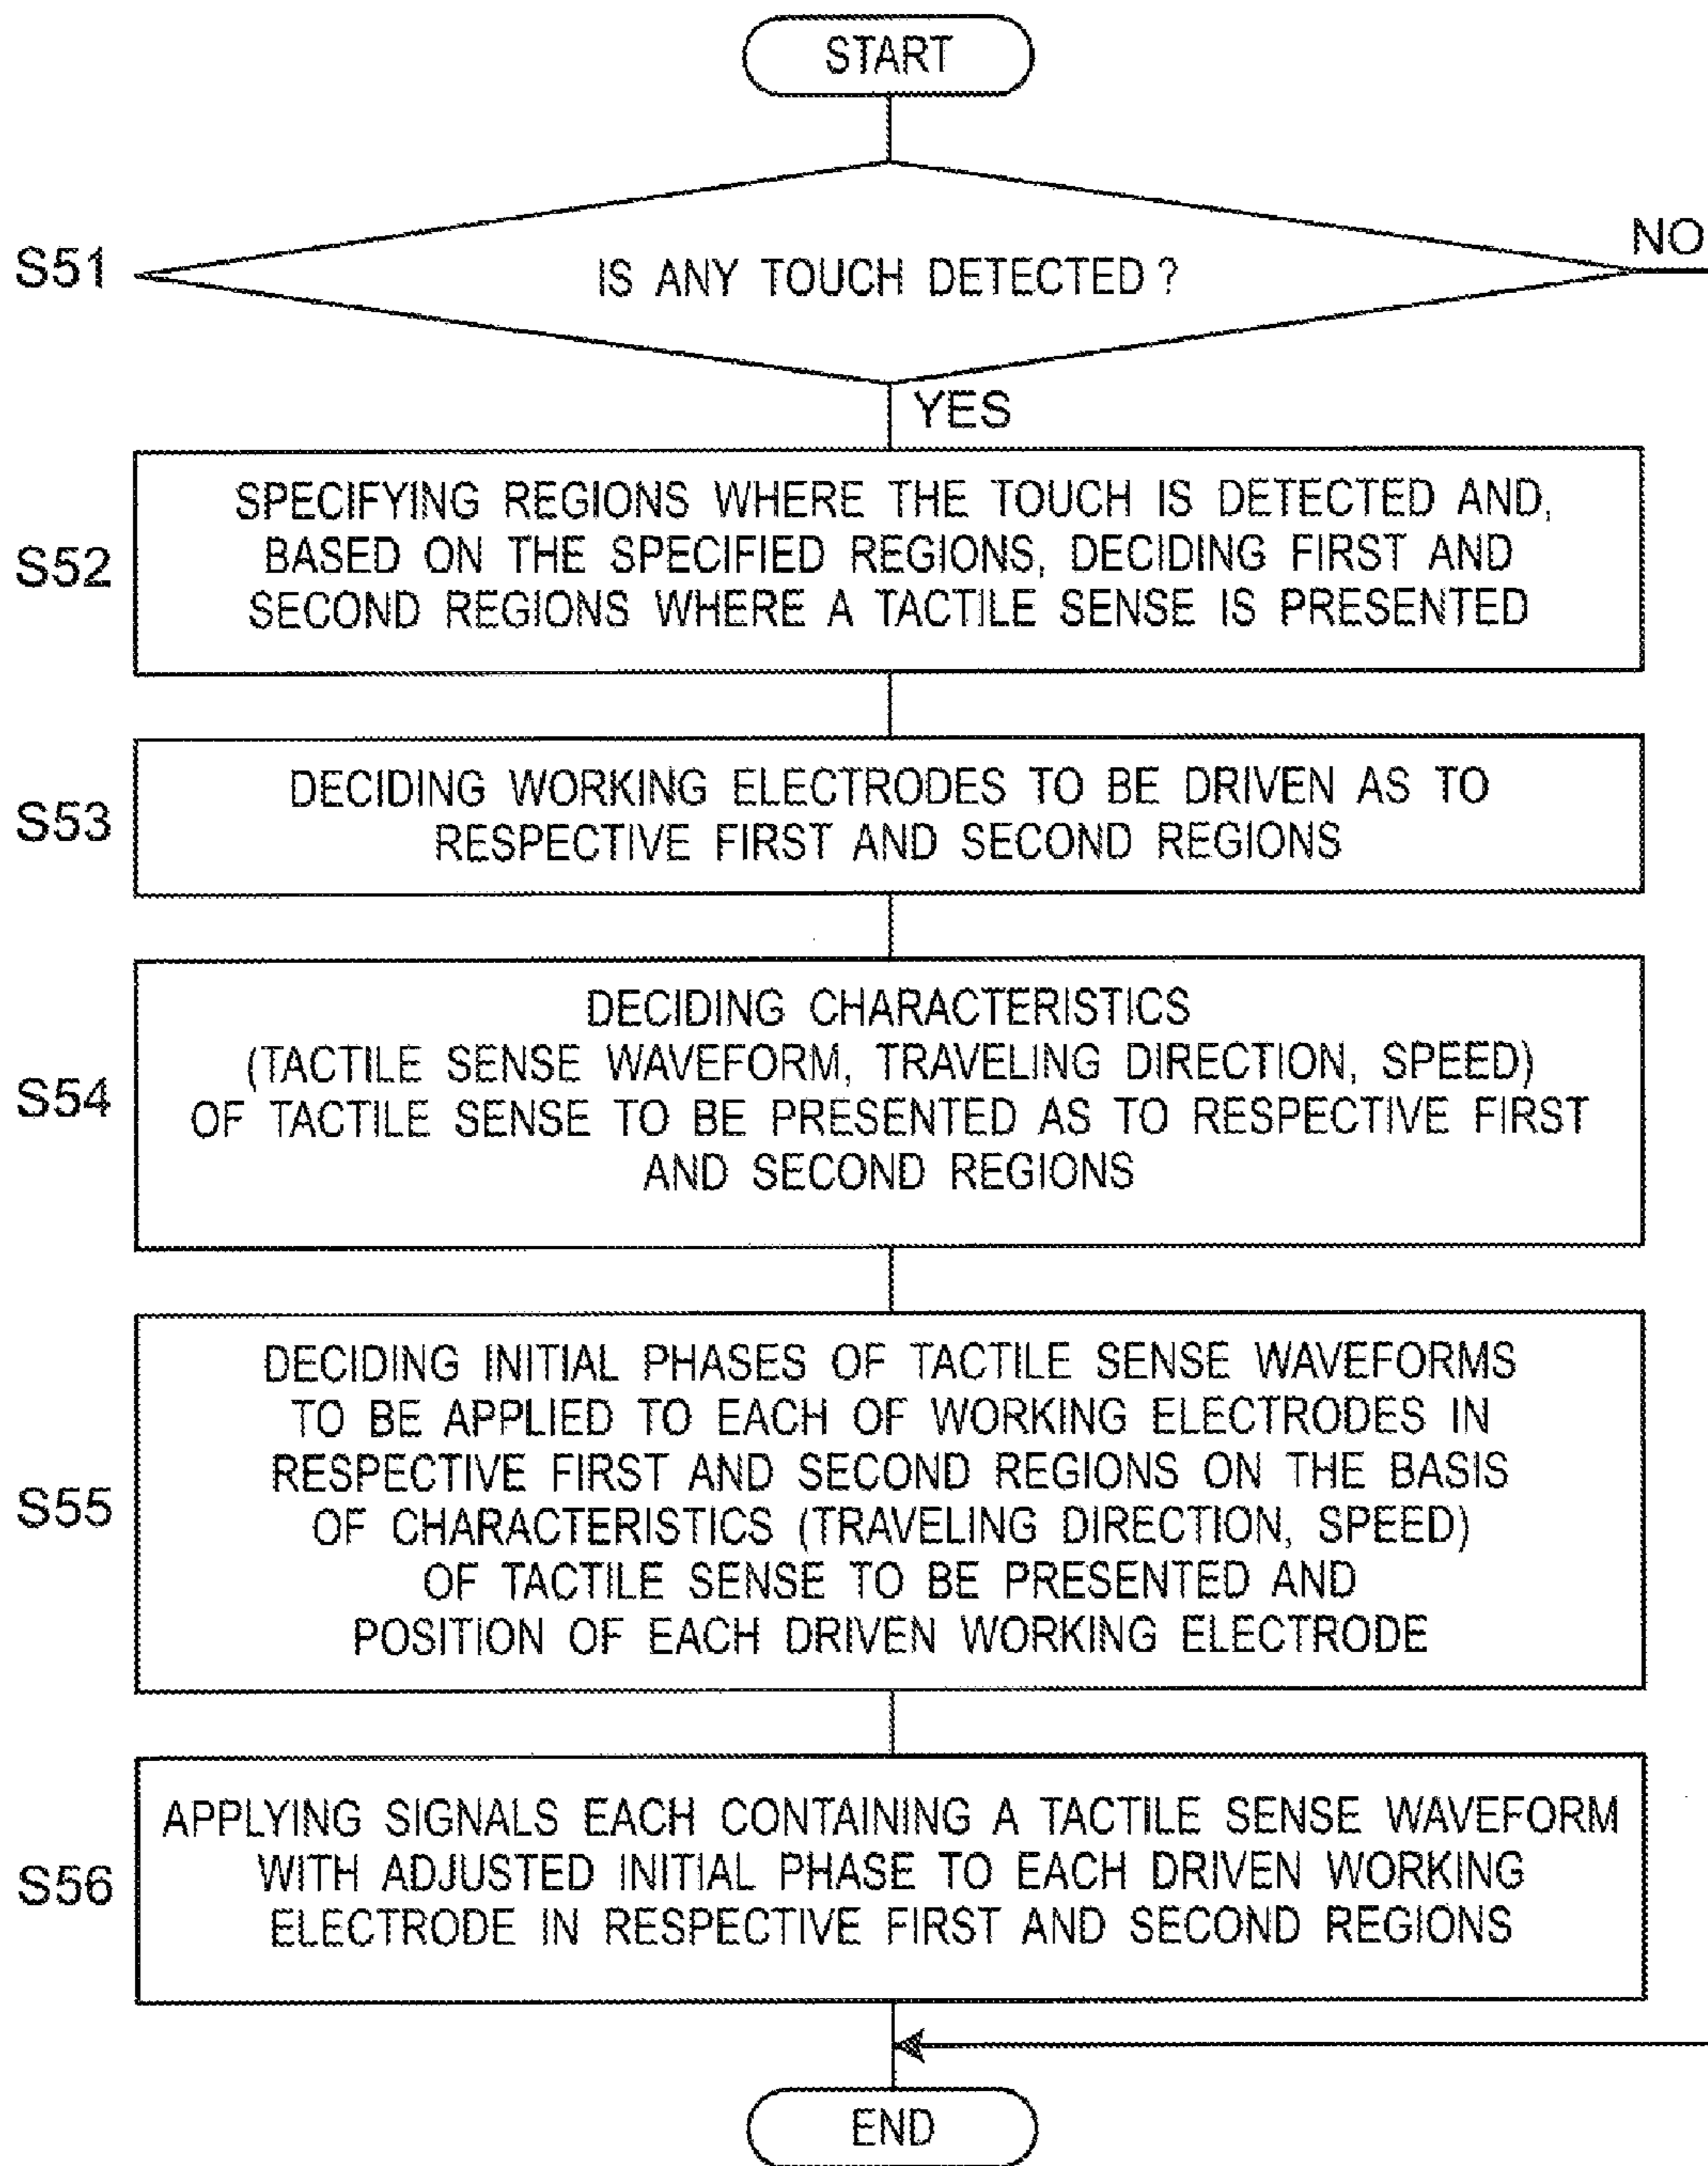 START
S51
IS ANY TOUCH DETECTED ?
NO
YES
S52
SPECIFYING REGIONS WHERE THE TOUCH IS DETECTED AND,
BASED ON THE SPECIFIED REGIONS, DECIDING FIRST AND
SECOND REGIONS WHERE A TACTILE SENSE IS PRESENTED
S53
DECIDING WORKING ELECTRODES TO BE DRIVEN AS TO
RESPECTIVE FIRST AND SECOND REGIONS
S54
DECIDING CHARACTERISTICS
(TACTILE SENSE WAVEFORM, TRAVELING DIRECTION, SPEED)
OF TACTILE SENSE TO BE PRESENTED AS TO RESPECTIVE FIRST
AND SECOND REGIONS
S55
DECIDING INITIAL PHASES OF TACTILE SENSE WAVEFORMS
TO BE APPLIED TO EACH OF WORKING ELECTRODES IN
RESPECTIVE FIRST AND SECOND REGIONS ON THE BASIS
OF CHARACTERISTICS (TRAVELING DIRECTION, SPEED)
OF TACTILE SENSE TO BE PRESENTED AND
POSITION OF EACH DRIVEN WORKING ELECTRODE
S56
APPLYING SIGNALS EACH CONTAINING A TACTILE SENSE WAVEFORM
WITH ADJUSTED INITIAL PHASE TO EACH DRIVEN WORKING
ELECTRODE IN RESPECTIVE FIRST AND SECOND REGIONS
END